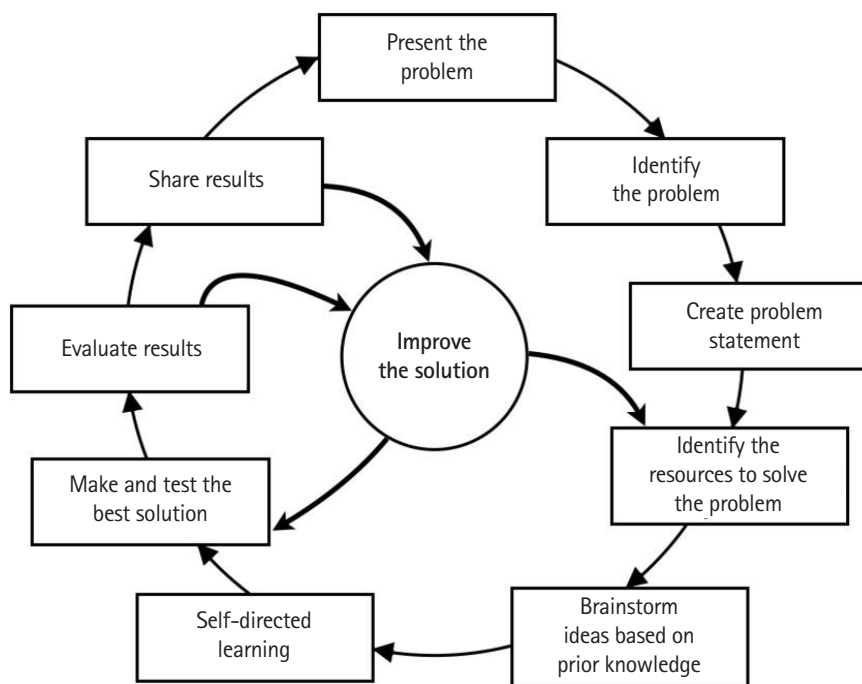 Present the
problem
Identify
the problem
Create problem
statement
Identify the
resources to solve
the problem
Brainstorm
ideas based on
prior knowledge
Self-directed
learning
Make and test the
best solution
Evaluate results
Share results
Improve
the solution